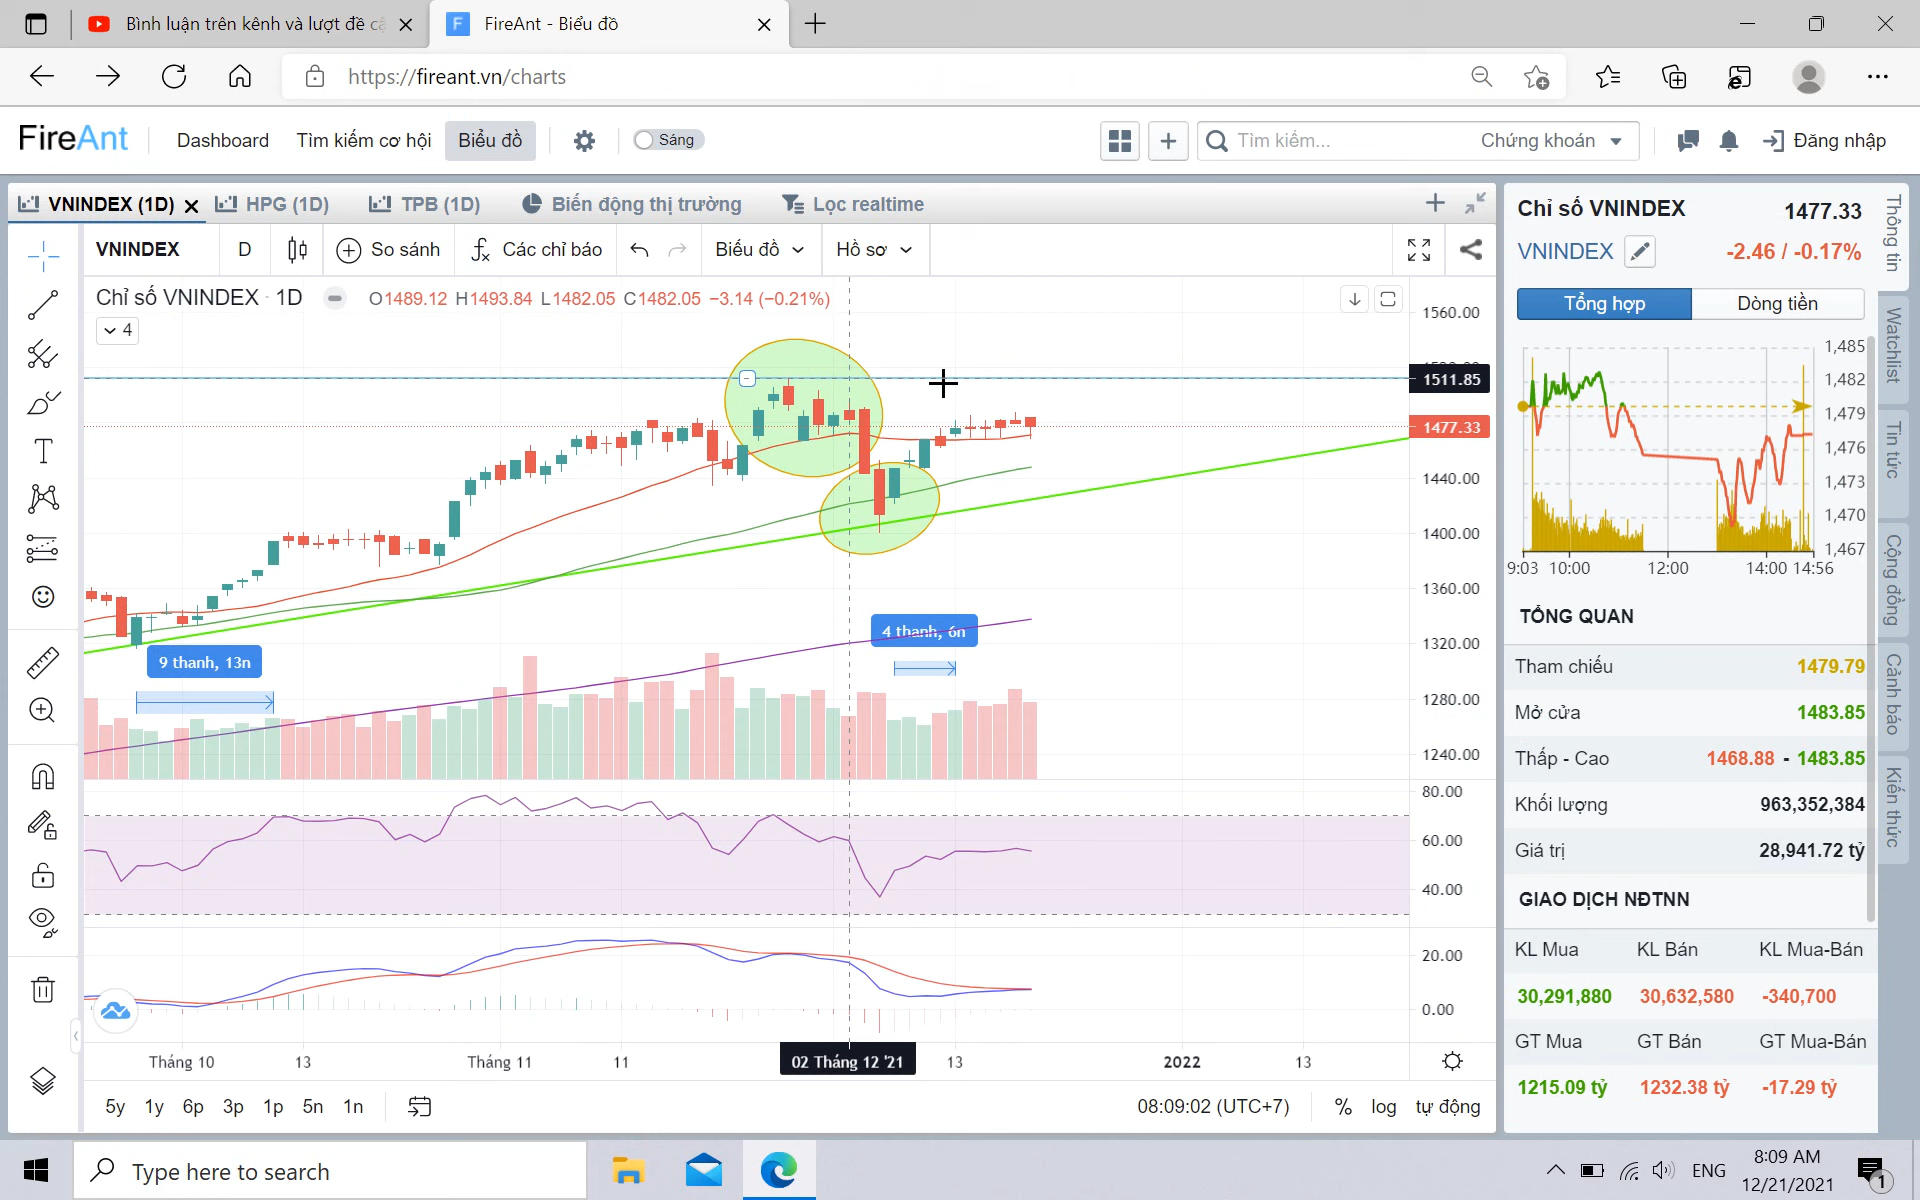 Bình luận trên kênh và lượt đề cậ
FireAnt - Biểu đồ
https://fireant.vn/charts
FireAnt
Dashboard
Tìm kiếm cơ hội
Biểu đồ
Sáng
Tìm kiếm...
Chứng khoán
Đăng nhập
VNINDEX (1D)
HPG (1D)
TPB (1D)
Biến động thị trường
Lọc realtime
VNINDEX
D
So sánh
Các chỉ báo
Biểu đồ
Hồ sơ
Chỉ số VNINDEX · 1D
O1489.12 H1493.84 L1482.05 C1482.05 −3.14 (−0.21%)
4
1560.00
1511.85
1477.33
1440.00
1400.00
1360.00
1320.00
1280.00
1240.00
9 thanh, 13n
4 thanh, 6n
80.00
60.00
40.00
20.00
0.00
Tháng 10
13
Tháng 11
11
02 Tháng 12 '21
13
2022
13
5y 1y 6p 3p 1p 5n 1n
08:09:02 (UTC+7)
%
log
tự động
Chỉ số VNINDEX
1477.33
VNINDEX
-2.46 / -0.17%
Tổng hợp
Dòng tiền
1,485
1,482
1,479
1,476
1,473
1,470
1,467
9:03 10:00 12:00 14:00 14:56
TỔNG QUAN
Tham chiếu 1479.79
Mở cửa 1483.85
Thấp - Cao 1468.88 - 1483.85
Khối lượng 963,352,384
Giá trị 28,941.72 tỷ
GIAO DỊCH NĐTNN
KL Mua KL Bán KL Mua-Bán
30,291,880 30,632,580 -340,700
GT Mua GT Bán GT Mua-Bán
1215.09 tỷ 1232.38 tỷ -17.29 tỷ
Thông tin
Watchlist
Tin tức
Cộng đồng
Cảnh báo
Kiến thức
Type here to search
ENG
8:09 AM
12/21/2021
1